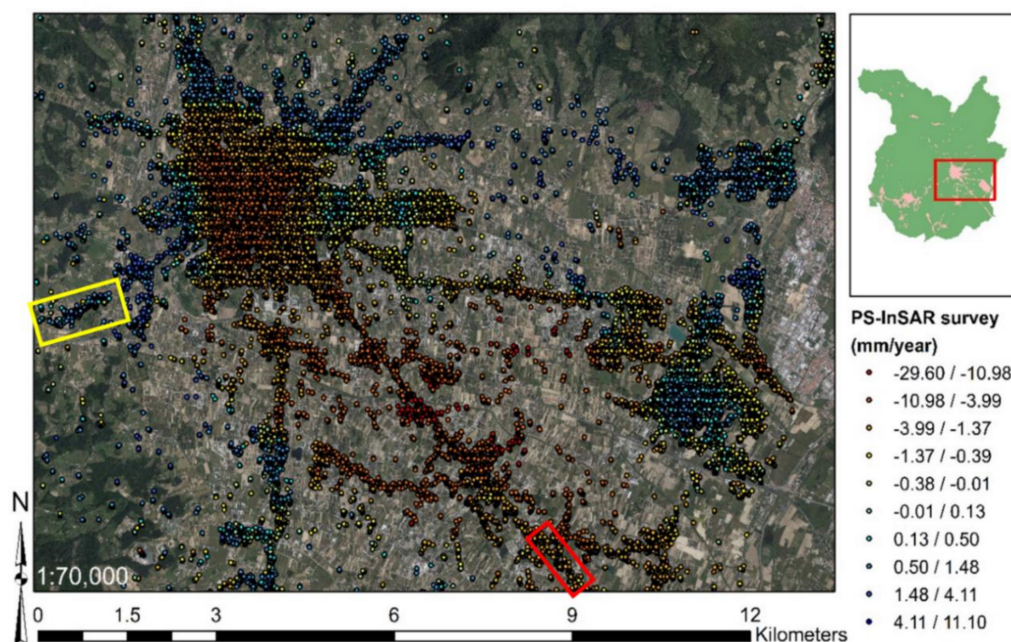 N
1:70,000
0 1.5 3 6 9 12
Kilometers
PS-InSAR survey
(mm/year)
-29.60 / -10.98
-10.98 / -3.99
-3.99 / -1.37
-1.37 / -0.39
-0.38 / -0.01
-0.01 / 0.13
0.13 / 0.50
0.50 / 1.48
1.48 / 4.11
4.11 / 11.10